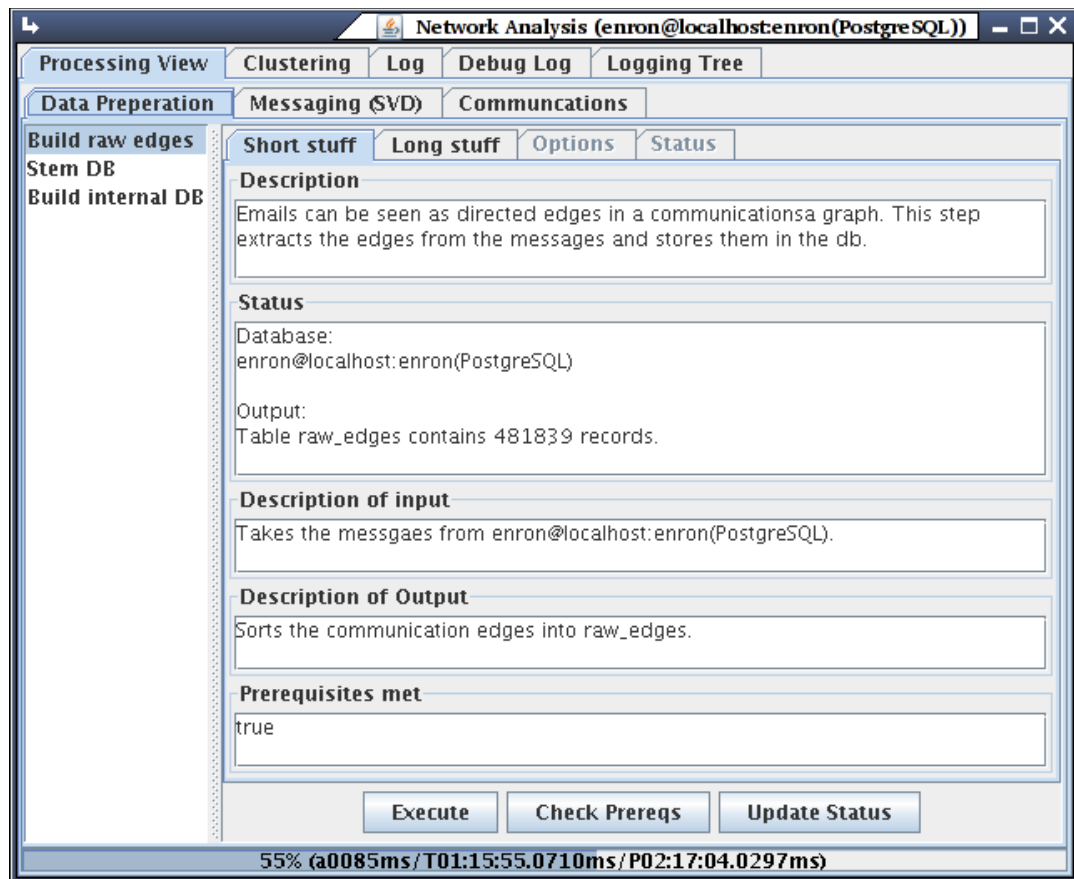 Network Analysis (enron@localhost:enron(PostgreSQL))
Processing View Clustering Log Debug Log Logging Tree
Data Preperation Messaging (SVD) Communcations
Build raw edges
Stem DB
Build internal DB
Short stuff Long stuff Options Status
Description
Emails can be seen as directed edges in a communicationsa graph. This step
extracts the edges from the messages and stores them in the db.
Status
Database:
enron@localhost:enron(PostgreSQL)
Output:
Table raw_edges contains 481839 records.
Description of input
Takes the messgaes from enron@localhost:enron(PostgreSQL).
Description of Output
Sorts the communication edges into raw_edges.
Prerequisites met
true
Execute Check Prereqs Update Status
55% (a0085ms/T01:15:55.0710ms/P02:17:04.0297ms)